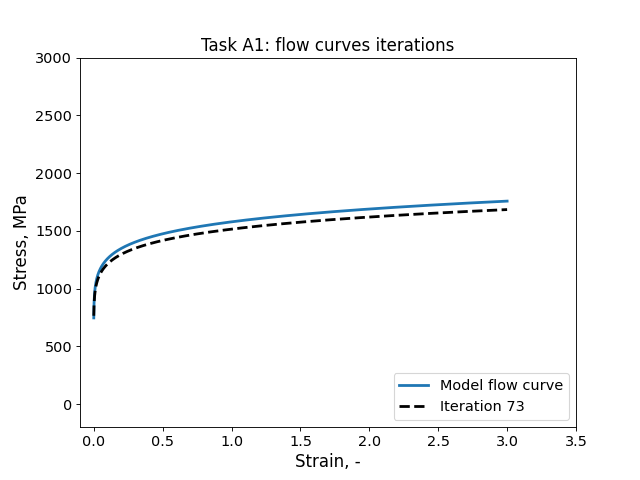 Task A1: flow curves iterations
3000
2500
2000
1500
1000
500
0
Stress, MPa
0.0 0.5 1.0 1.5 2.0 2.5 3.0 3.5
Strain, -
Model flow curve
Iteration 73